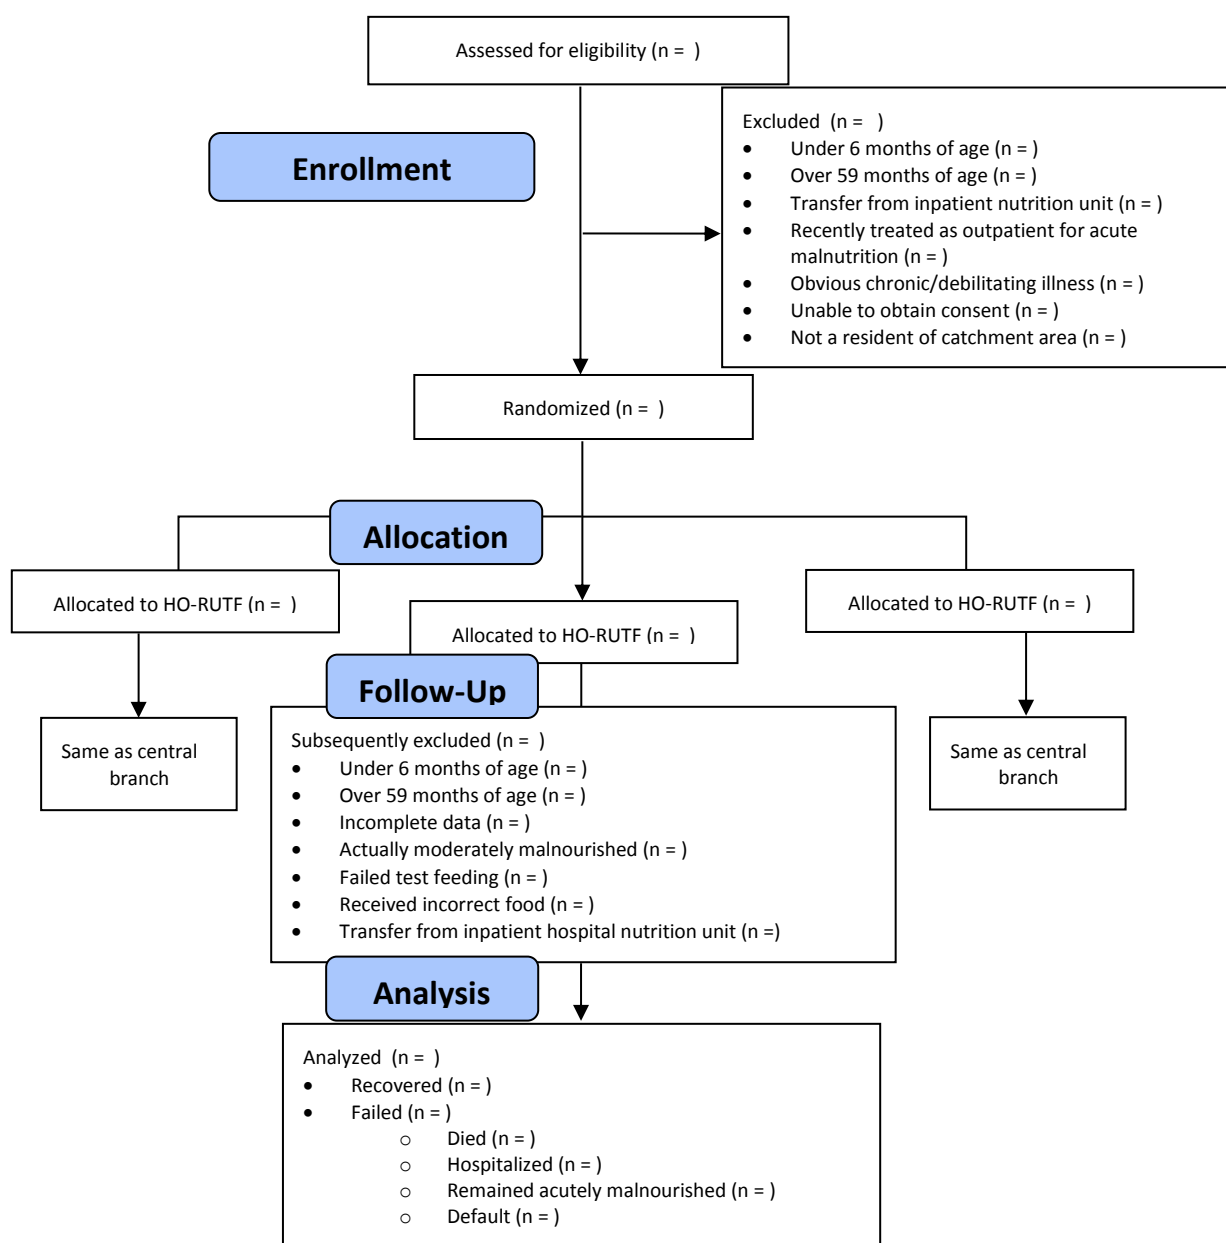 Assessed for eligibility (n =  )
Enrollment
Excluded  (n =   )
• Under 6 months of age (n = )
• Over 59 months of age (n = )
• Transfer from inpatient nutrition unit (n = )
• Recently treated as outpatient for acute
malnutrition (n = )
• Obvious chronic/debilitating illness (n = )
• Unable to obtain consent (n = )
• Not a resident of catchment area (n = )
Randomized (n =  )
Allocation
Allocated to HO-RUTF (n =  )
Allocated to HO-RUTF (n =  )
Allocated to HO-RUTF (n =  )
Follow-Up
Same as central
branch
Subsequently excluded (n =  )
• Under 6 months of age (n = )
• Over 59 months of age (n = )
• Incomplete data (n = )
• Actually moderately malnourished (n = )
• Failed test feeding (n = )
• Received incorrect food (n = )
• Transfer from inpatient hospital nutrition unit (n =)
Same as central
branch
Analysis
Analyzed  (n =  )
• Recovered (n = )
• Failed (n = )
o Died (n = )
o Hospitalized (n = )
o Remained acutely malnourished (n = )
o Default (n = )